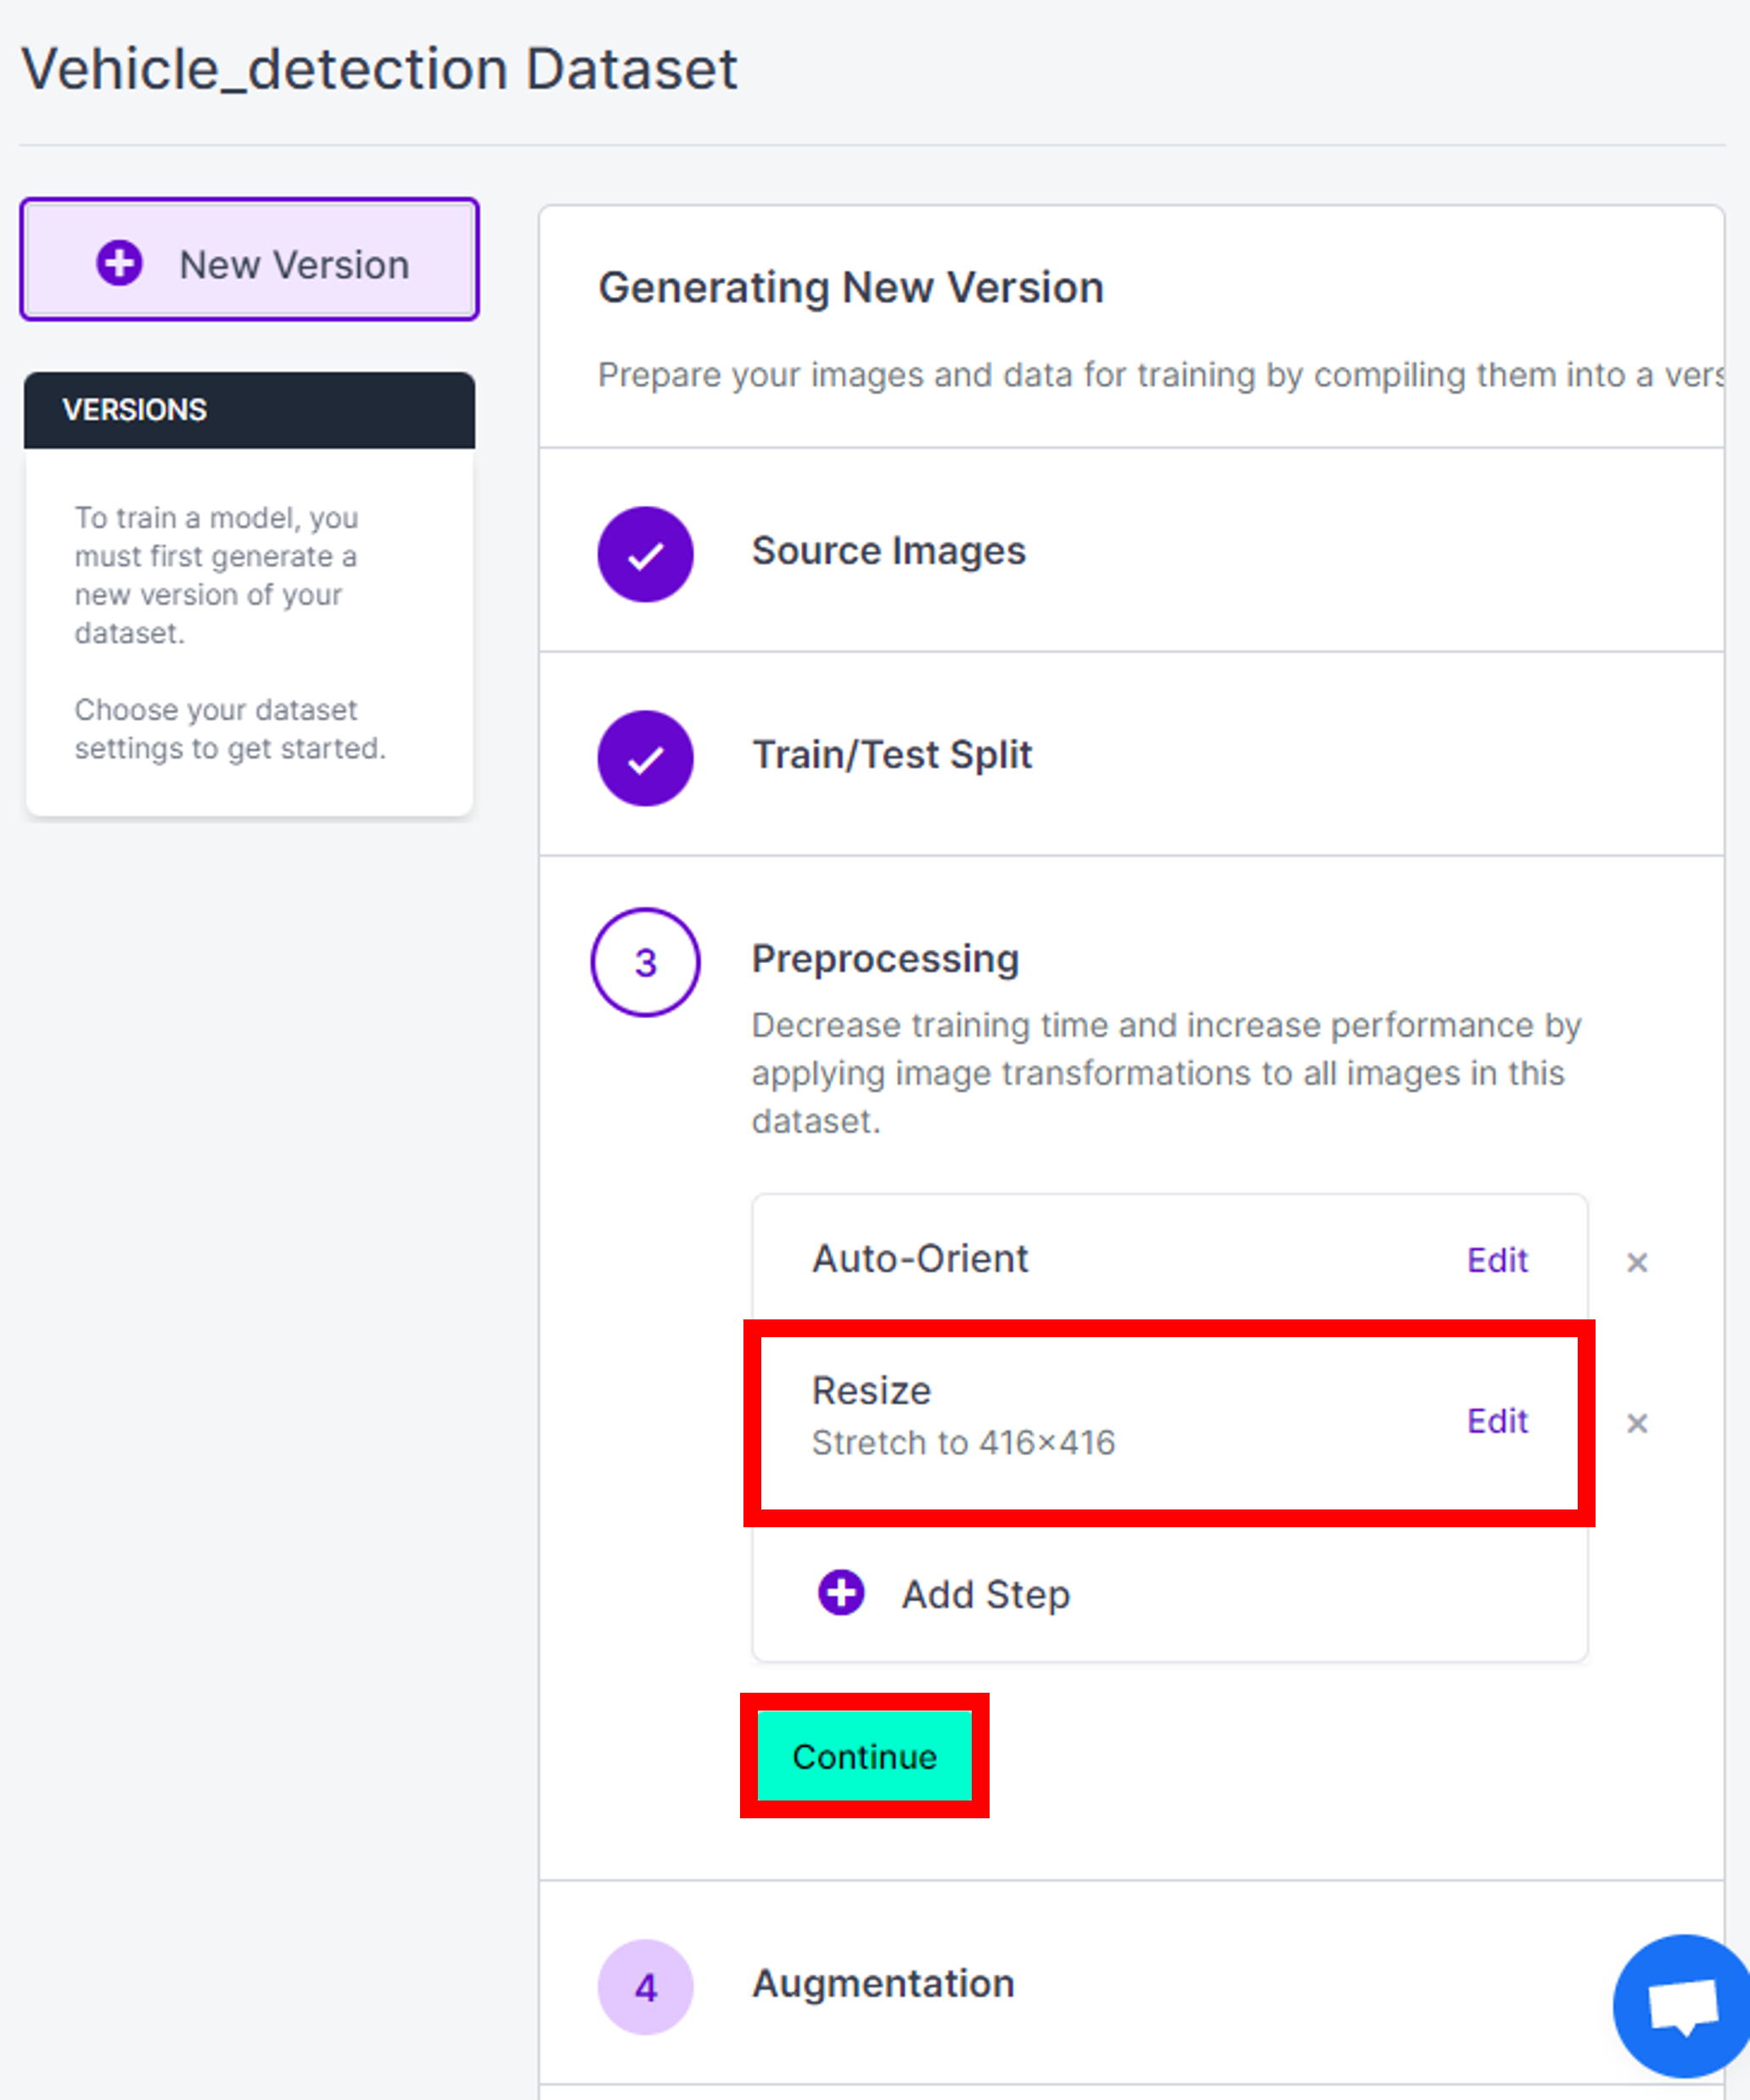 Vehicle_detection Dataset
New Version
VERSIONS
To train a model, you
must first generate a
new version of your
dataset.
Choose your dataset
settings to get started.
Generating New Version
Prepare your images and data for training by compiling them into a vers
Source Images
Train/Test Split
3
Preprocessing
Decrease training time and increase performance by
applying image transformations to all images in this
dataset.
Auto-Orient
Edit
×
Resize
Stretch to 416×416
Edit
×
Add Step
Continue
4
Augmentation